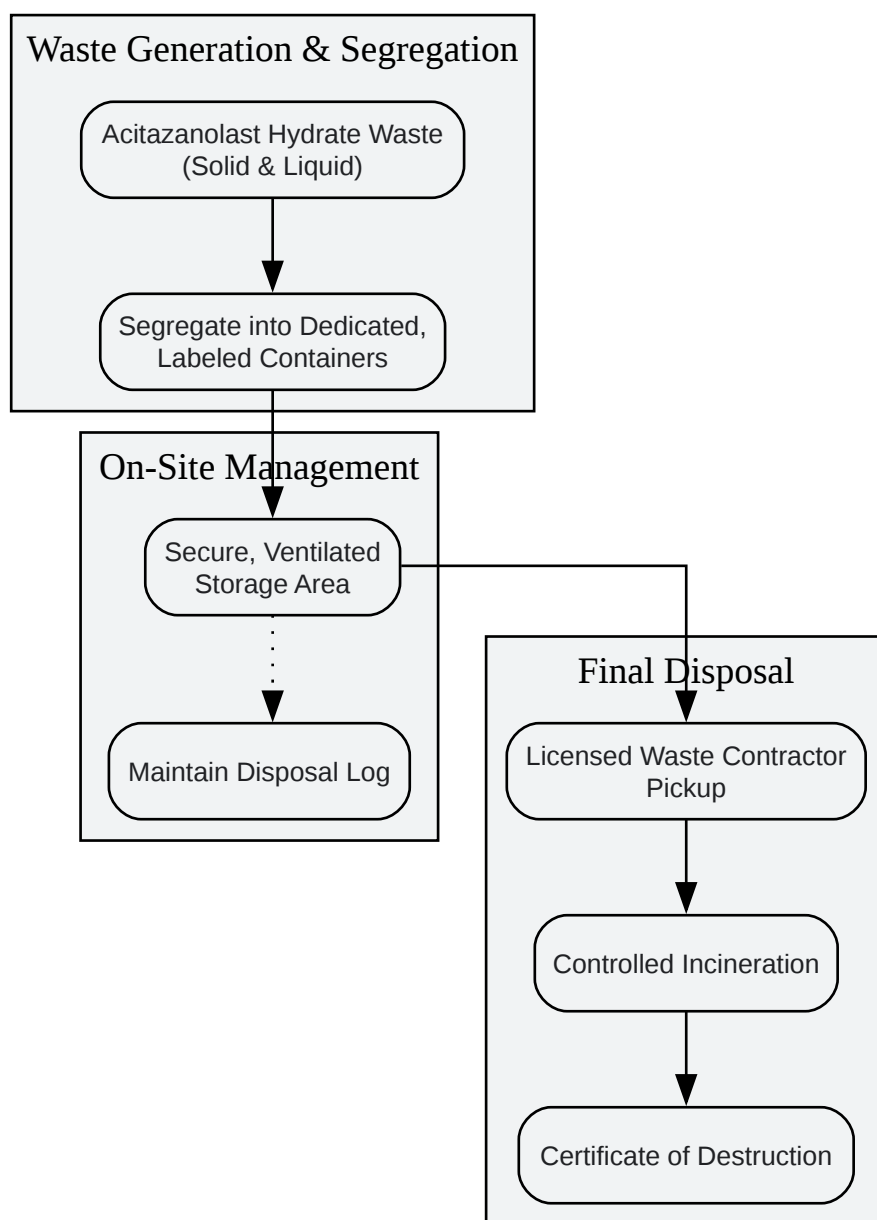 Waste Generation & Segregation
Acitazanolast Hydrate Waste
(Solid & Liquid)
Segregate into Dedicated,
Labeled Containers
On-Site Management
Secure, Ventilated
Storage Area
Maintain Disposal Log
Final Disposal
Licensed Waste Contractor
Pickup
Controlled Incineration
Certificate of Destruction